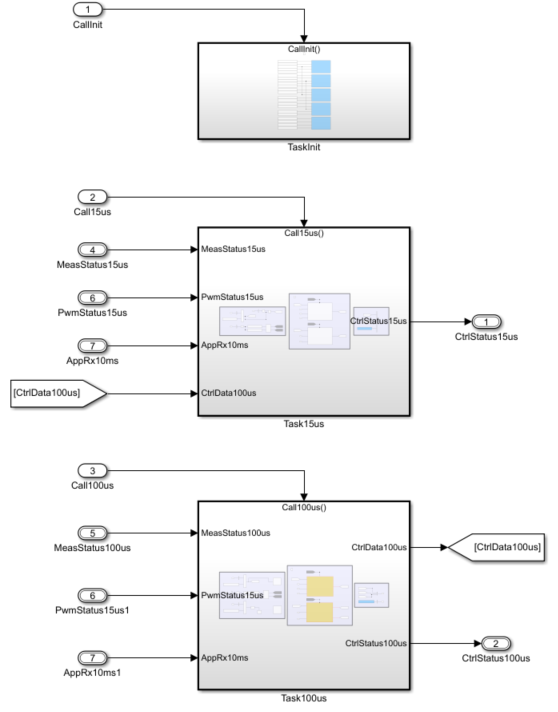 1
CallInit
CallInit()
TaskInit
2
Call15us
Call15us()
4
MeasStatus15us
MeasStatus15us
6
PwmStatus15us
PwmStatus15us
CtrlStatus15us
1
CtrlStatus15us
7
AppRx10ms
AppRx10ms
[CtrlData100us]
CtrlData100us
Task15us
3
Call100us
Call100us()
5
MeasStatus100us
MeasStatus100us
CtrlData100us
[CtrlData100us]
6
PwmStatus15us1
PwmStatus15us
CtrlStatus100us
2
CtrlStatus100us
7
AppRx10ms1
AppRx10ms
Task100us